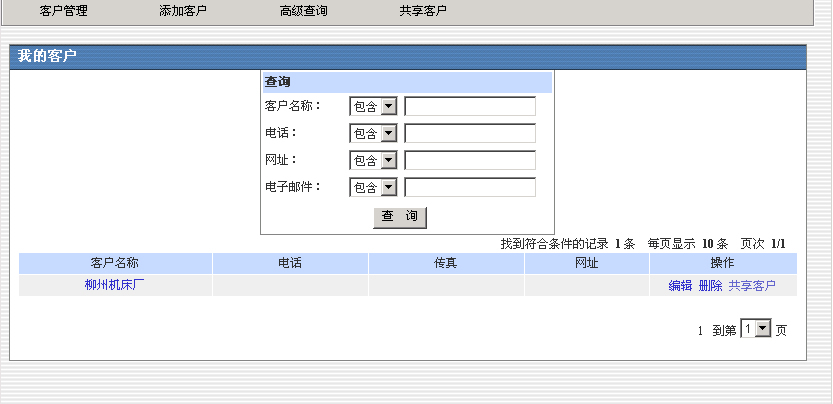 客户管理 添加客户 高级查询 共享客户
我的客户
查询
客户名称： 包含
电话： 包含
网址： 包含
电子邮件： 包含
查 询
找到符合条件的记录 1 条 每页显示 10 条 页次 1/1
客户名称 电话 传真 网址 操作
柳州机床厂 编辑 删除 共享客户
1 到第 1 页